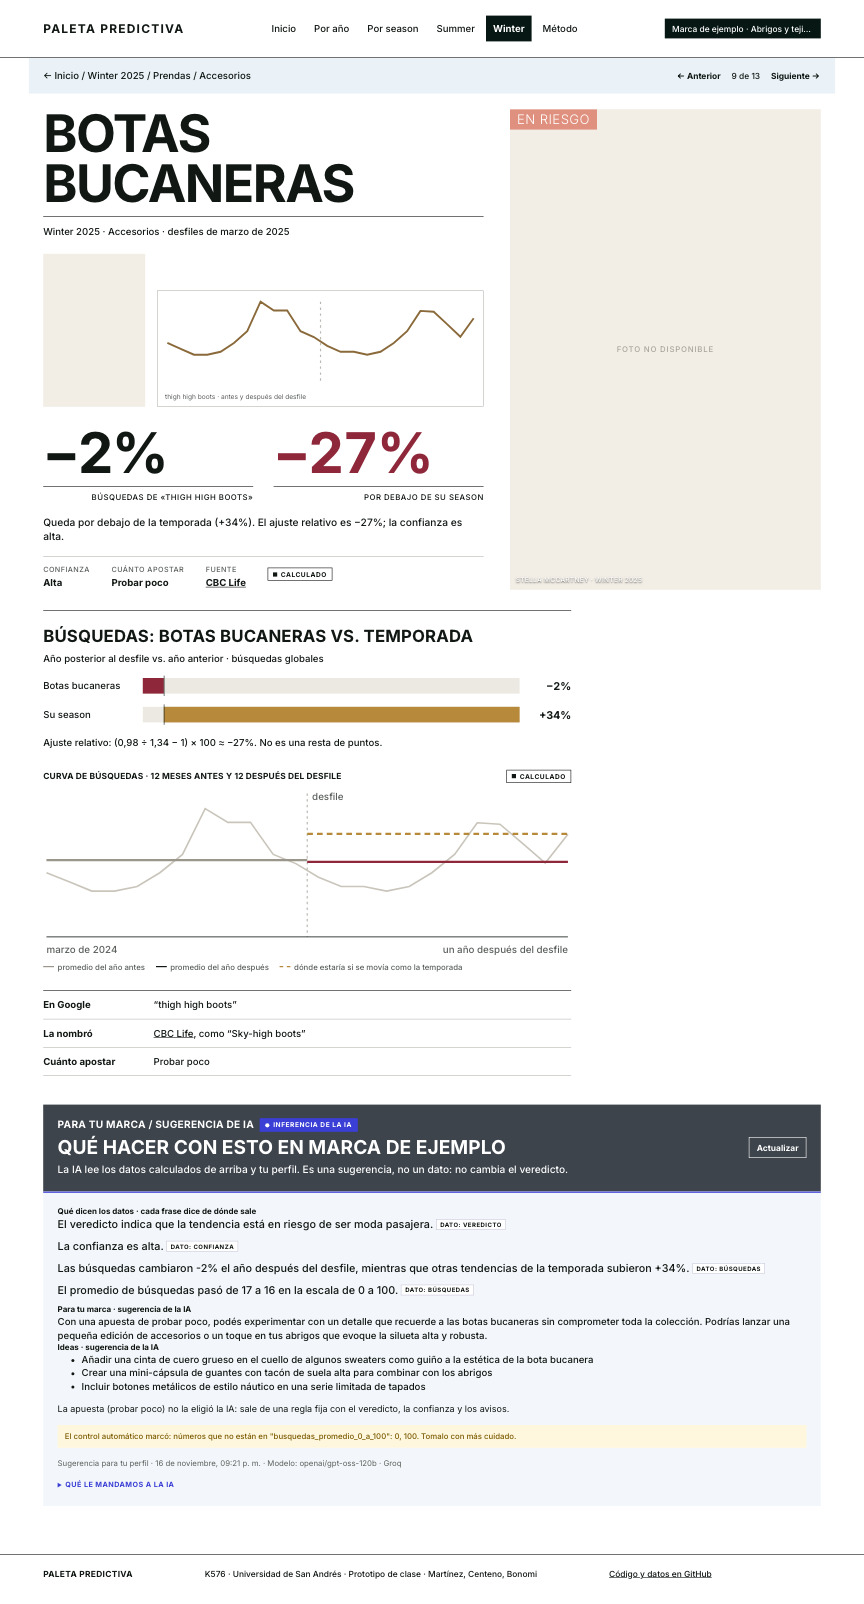 PALETA PREDICTIVA
Inicio
Por año
Por season
Summer
Winter
Método
Marca de ejemplo · Abrigos y teji...
← Inicio / Winter 2025 / Prendas / Accesorios
← Anterior
9 de 13
Siguiente →
BOTAS
BUCANERAS
Winter 2025 · Accesorios · desfiles de marzo de 2025
EN RIESGO
FOTO NO DISPONIBLE
STELLA MCCARTNEY · WINTER 2025
thigh high boots · antes y después del desfile
−2%
BÚSQUEDAS DE «THIGH HIGH BOOTS»
−27%
POR DEBAJO DE SU SEASON
Queda por debajo de la temporada (+34%). El ajuste relativo es −27%; la confianza es
alta.
CONFIANZA
Alta
CUÁNTO APOSTAR
Probar poco
FUENTE
CBC Life
■ CALCULADO
BÚSQUEDAS: BOTAS BUCANERAS VS. TEMPORADA
Año posterior al desfile vs. año anterior · búsquedas globales
Botas bucaneras
−2%
Su season
+34%
Ajuste relativo: (0,98 ÷ 1,34 − 1) × 100 ≈ −27%. No es una resta de puntos.
CURVA DE BÚSQUEDAS · 12 MESES ANTES Y 12 DESPUÉS DEL DESFILE
■ CALCULADO
desfile
marzo de 2024
un año después del desfile
promedio del año antes
promedio del año después
dónde estaría si se movía como la temporada
En Google
“thigh high boots”
La nombró
CBC Life, como “Sky-high boots”
Cuánto apostar
Probar poco
PARA TU MARCA / SUGERENCIA DE IA
● INFERENCIA DE LA IA
QUÉ HACER CON ESTO EN MARCA DE EJEMPLO
La IA lee los datos calculados de arriba y tu perfil. Es una sugerencia, no un dato: no cambia el veredicto.
Actualizar
Qué dicen los datos · cada frase dice de dónde sale
El veredicto indica que la tendencia está en riesgo de ser moda pasajera. DATO: VEREDICTO
La confianza es alta. DATO: CONFIANZA
Las búsquedas cambiaron -2% el año después del desfile, mientras que otras tendencias de la temporada subieron +34%. DATO: BÚSQUEDAS
El promedio de búsquedas pasó de 17 a 16 en la escala de 0 a 100. DATO: BÚSQUEDAS
Para tu marca · sugerencia de la IA
Con una apuesta de probar poco, podés experimentar con un detalle que recuerde a las botas bucaneras sin comprometer toda la colección. Podrías lanzar una
pequeña edición de accesorios o un toque en tus abrigos que evoque la silueta alta y robusta.
Ideas · sugerencia de la IA
• Añadir una cinta de cuero grueso en el cuello de algunos sweaters como guiño a la estética de la bota bucanera
• Crear una mini-cápsula de guantes con tacón de suela alta para combinar con los abrigos
• Incluir botones metálicos de estilo náutico en una serie limitada de tapados
La apuesta (probar poco) no la eligió la IA: sale de una regla fija con el veredicto, la confianza y los avisos.
El control automático marcó: números que no están en "busquedas_promedio_0_a_100": 0, 100. Tomalo con más cuidado.
Sugerencia para tu perfil · 16 de noviembre, 09:21 p. m. · Modelo: openai/gpt-oss-120b · Groq
▸ QUÉ LE MANDAMOS A LA IA
PALETA PREDICTIVA
K576 · Universidad de San Andrés · Prototipo de clase · Martínez, Centeno, Bonomi
Código y datos en GitHub